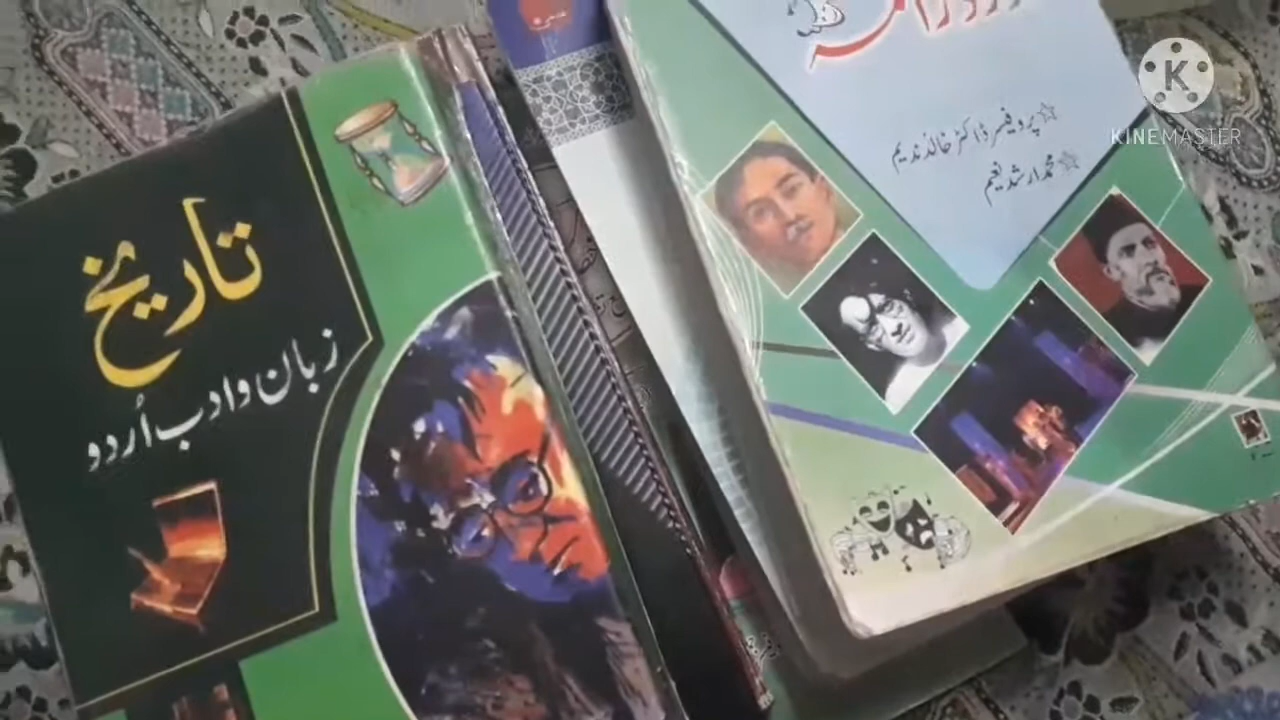 تاریخ
زبان و ادب اُردو
پروفیسر ڈاکٹر خالد ندیم
محمد ارشد نعیم
KINEMASTER